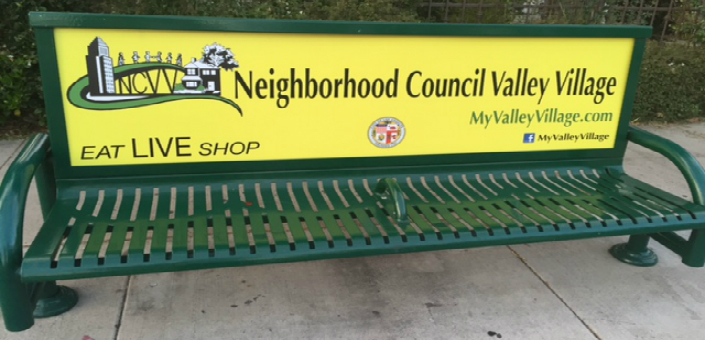 NCVV
Neighborhood Council Valley Village
MyValleyVillage.com
EAT LIVE SHOP
f MyValleyVillage